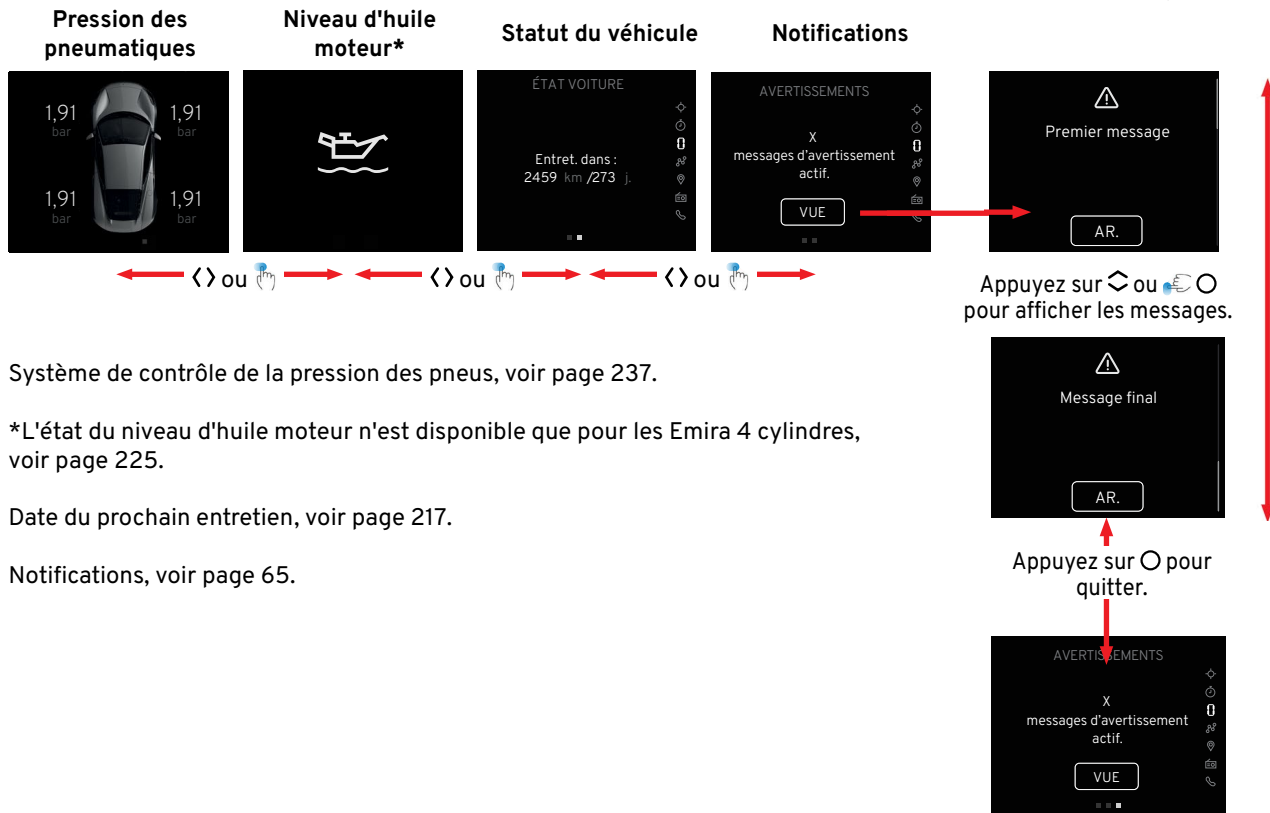 Pression des
pneumatiques
Niveau d'huile
moteur*
Statut du véhicule
Notifications
1,91
bar
1,91
bar
1,91
bar
1,91
bar
ÉTAT VOITURE
Entret. dans :
2459 km /273 j.
AVERTISSEMENTS
X
messages d'avertissement
actif.
VUE
Premier message
AR.
ou
ou
ou
Appuyez sur ou
pour afficher les messages.
Message final
AR.
Appuyez sur pour
quitter.
AVERTISSEMENTS
X
messages d'avertissement
actif.
VUE
Système de contrôle de la pression des pneus, voir page 237.
*L'état du niveau d'huile moteur n'est disponible que pour les Emira 4 cylindres,
voir page 225.
Date du prochain entretien, voir page 217.
Notifications, voir page 65.